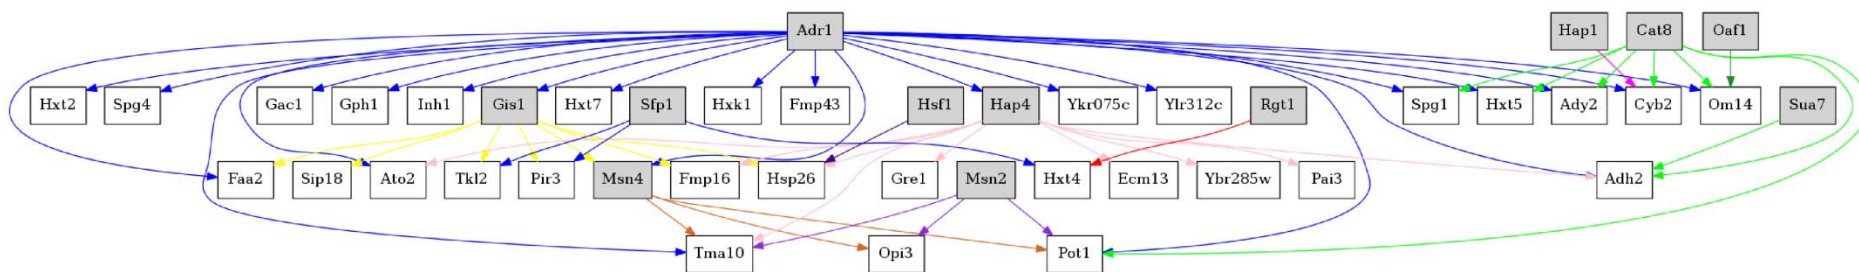 Adr1 Hap1 Cat8 Oaf1
Hxt2 Spg4 Gac1 Gph1 Inh1 Gis1 Hxt7 Sfp1 Hxk1 Fmp43 Hsf1 Hap4 Ykr075c Ylr312c Rgt1 Spg1 Hxt5 Ady2 Cyb2 Om14 Sua7
Faa2 Sip18 Ato2 Tkl2 Pir3 Msn4 Fmp16 Hsp26 Gre1 Msn2 Hxt4 Ecm13 Ybr285w Pai3 Adh2
Tma10 Opi3 Pot1